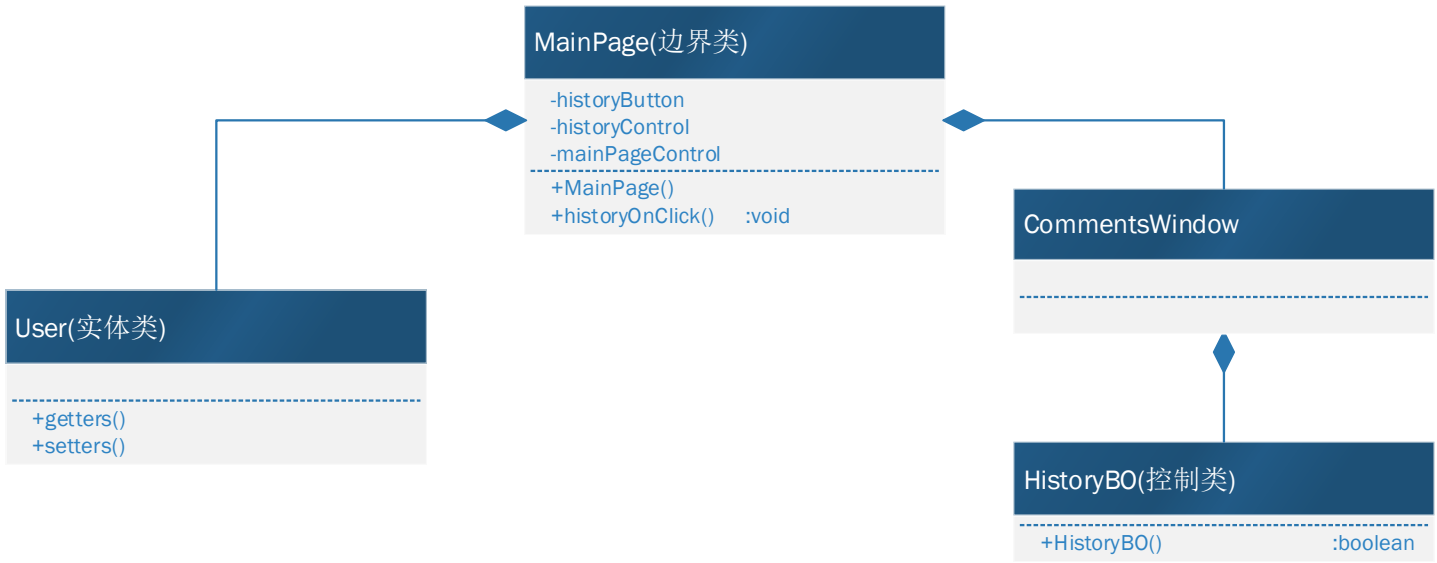 MainPage(边界类)
-historyButton
-historyControl
-mainPageControl
+MainPage()
+historyOnClick() :void
CommentsWindow
User(实体类)
+getters()
+setters()
HistoryBO(控制类)
+HistoryBO() :boolean